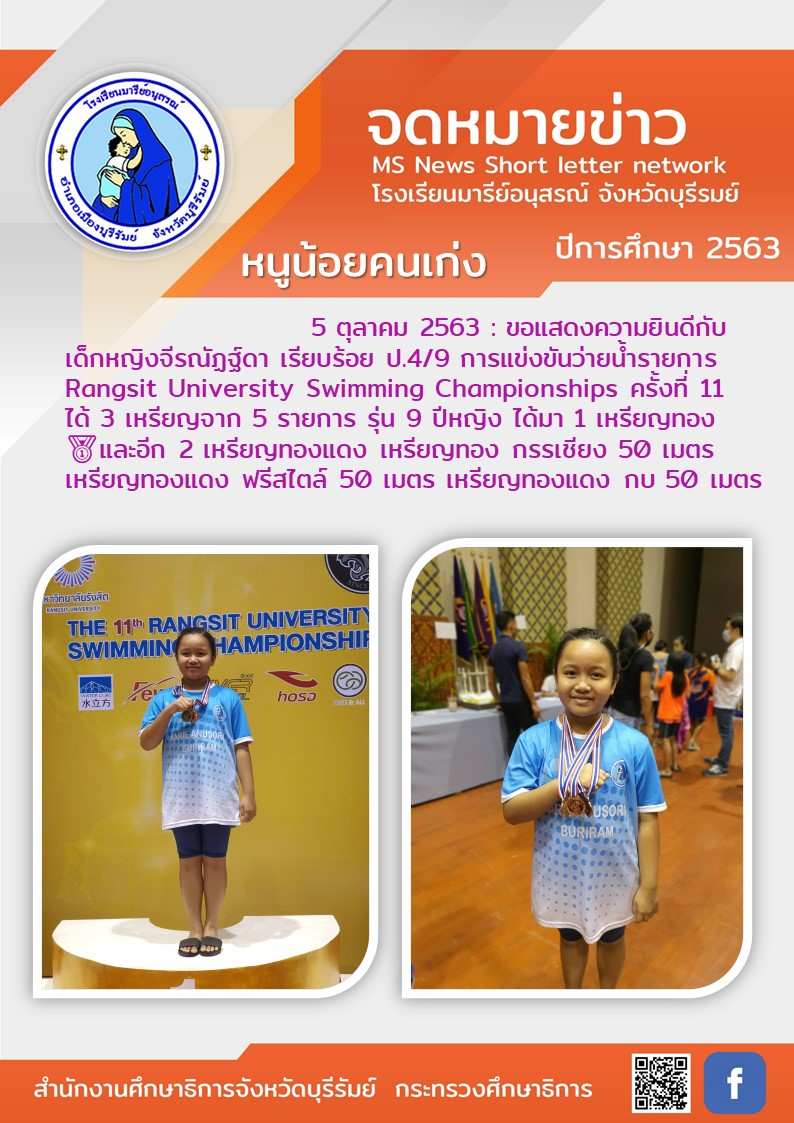 โรงเรียนมารีย์อนุสรณ์
อำเภอเมืองบุรีรัมย์ จังหวัดบุรีรัมย์
จดหมายข่าว
MS News Short letter network
โรงเรียนมารีย์อนุสรณ์ จังหวัดบุรีรมย์
หนูน้อยคนเก่ง
ปีการศึกษา 2563
5 ตุลาคม 2563 : ขอแสดงความยินดีกับ
เด็กหญิงจีรณัฏฐ์ดา เรียบร้อย ป.4/9 การแข่งขันว่ายน้ำรายการ
Rangsit University Swimming Championships ครั้งที่ 11
ได้ 3 เหรียญจาก 5 รายการ รุ่น 9 ปีหญิง ได้มา 1 เหรียญทอง
🥇และอีก 2 เหรียญทองแดง เหรียญทอง กรรเชียง 50 เมตร
เหรียญทองแดง ฟรีสไตล์ 50 เมตร เหรียญทองแดง กบ 50 เมตร
หาวิทยาลัยรังสิต
RANGSIT UNIVERSITY
THE 11th RANGSIT UNIVERSITY
SWIMMING CHAMPIONSHIP
WATER CUBE
水立方
ноsа
MARIE ANUSOR
BURIRAM
ANUSOR
BURIRAM
สำนักงานศึกษาธิการจังหวัดบุรีรัมย์ กระทรวงศึกษาธิการ
f